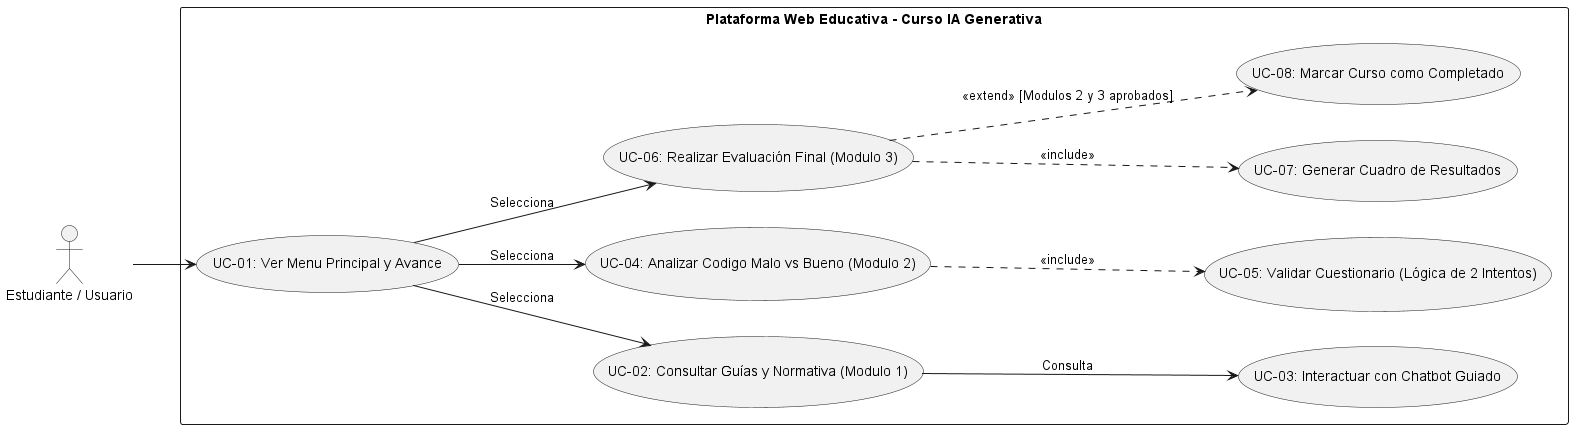 Plataforma Web Educativa - Curso IA Generativa
UC-08: Marcar Curso como Completado
«extend» [Modulos 2 y 3 aprobados]
UC-06: Realizar Evaluación Final (Modulo 3)
«include»
UC-07: Generar Cuadro de Resultados
Selecciona
UC-01: Ver Menu Principal y Avance
Selecciona
UC-04: Analizar Codigo Malo vs Bueno (Modulo 2)
«include»
UC-05: Validar Cuestionario (Lógica de 2 Intentos)
Estudiante / Usuario
Selecciona
UC-02: Consultar Guías y Normativa (Modulo 1)
Consulta
UC-03: Interactuar con Chatbot Guiado